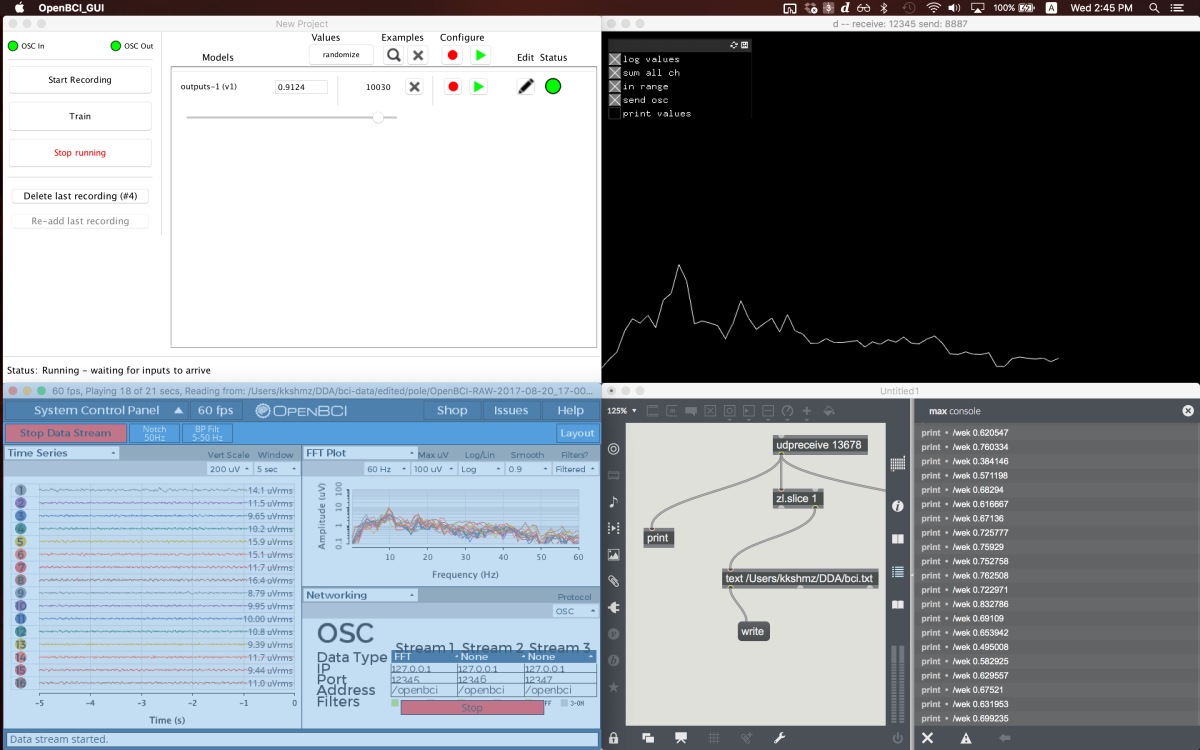 OpenBCI_GUI
3
100%
A
Wed 2:45 PM
New Project
OSC In
OSC Out
Start Recording
Train
Stop running
Delete last recording (#4)
Re-add last recording
Values
Examples
Configure
Models
randomize
Edit Status
outputs-1 (v1)
0.9124
10030
Status: Running - waiting for inputs to arrive
d -- receive: 12345 send: 8887
log values
sum all ch
in range
send osc
print values
60 fps, Playing 18 of 21 secs, Reading from: /Users/kkshmz/DDA/bci-data/edited/pole/OpenBCI-RAW-2017-08-20_17-00...
System Control Panel
60 fps
OPENBCI
Shop
Issues
Help
Stop Data Stream
Notch
50Hz
BP Filt
5-50 Hz
Layout
Time Series
Vert Scale
Window
200 uV
5 sec
1
14.1 uVrms
2
11.5 uVrms
3
9.65 uVrms
4
10.2 uVrms
5
15.9 uVrms
6
15.1 uVrms
7
11.7 uVrms
8
16.4 uVrms
9
8.79 uVrms
10
9.95 uVrms
11
10.00 uVrms
12
10.8 uVrms
13
9.39 uVrms
14
11.7 uVrms
15
9.44 uVrms
16
11.0 uVrms
-5
-4
-3
-2
-1
0
Time (s)
FFT Plot
Max uV
Log/Lin
Smooth
Filters?
60 Hz
100 uV
Log
0.9
Filtered
Amplitude (uV)
100
10
1
0.1
10
20
30
40
50
60
Frequency (Hz)
Networking
Protocol
OSC
OSC
Stream 1
Stream 2
Stream 3
Data Type
FFT
None
None
IP
127.0.0.1
127.0.0.1
127.0.0.1
Port
12345
12346
12347
Address
/openbci
/openbci
/openbci
Filters
Stop
Data stream started.
Untitled1
125%
udpreceive 13678
zl.slice 1
print
text /Users/kkshmz/DDA/bci.txt
write
max console
print • /wek 0.620547
print • /wek 0.760334
print • /wek 0.384146
print • /wek 0.571198
print • /wek 0.68294
print • /wek 0.616667
print • /wek 0.67136
print • /wek 0.725777
print • /wek 0.75929
print • /wek 0.752758
print • /wek 0.762508
print • /wek 0.722971
print • /wek 0.832786
print • /wek 0.69109
print • /wek 0.653942
print • /wek 0.495008
print • /wek 0.582925
print • /wek 0.629557
print • /wek 0.67521
print • /wek 0.631953
print • /wek 0.699235